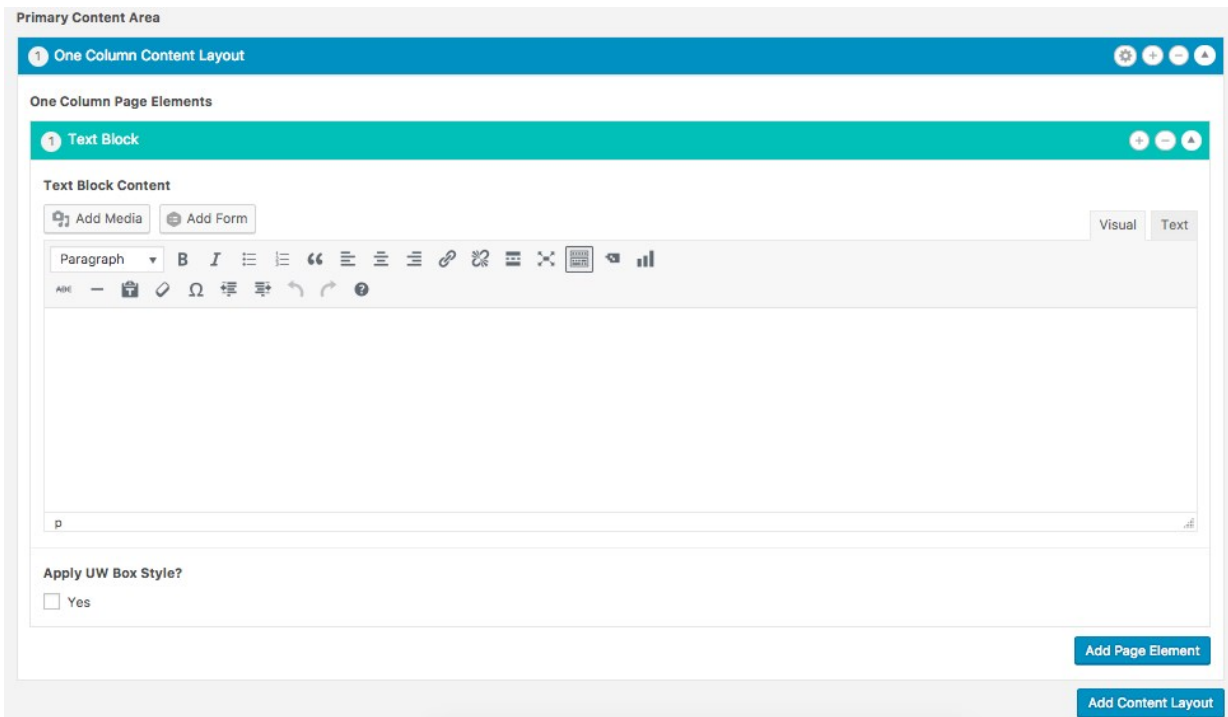 Primary Content Area
1 One Column Content Layout
One Column Page Elements
1 Text Block
Text Block Content
Add Media Add Form
Visual Text
Paragraph B I “ 
ABC Ω ?
p
Apply UW Box Style?
Yes
Add Page Element
Add Content Layout